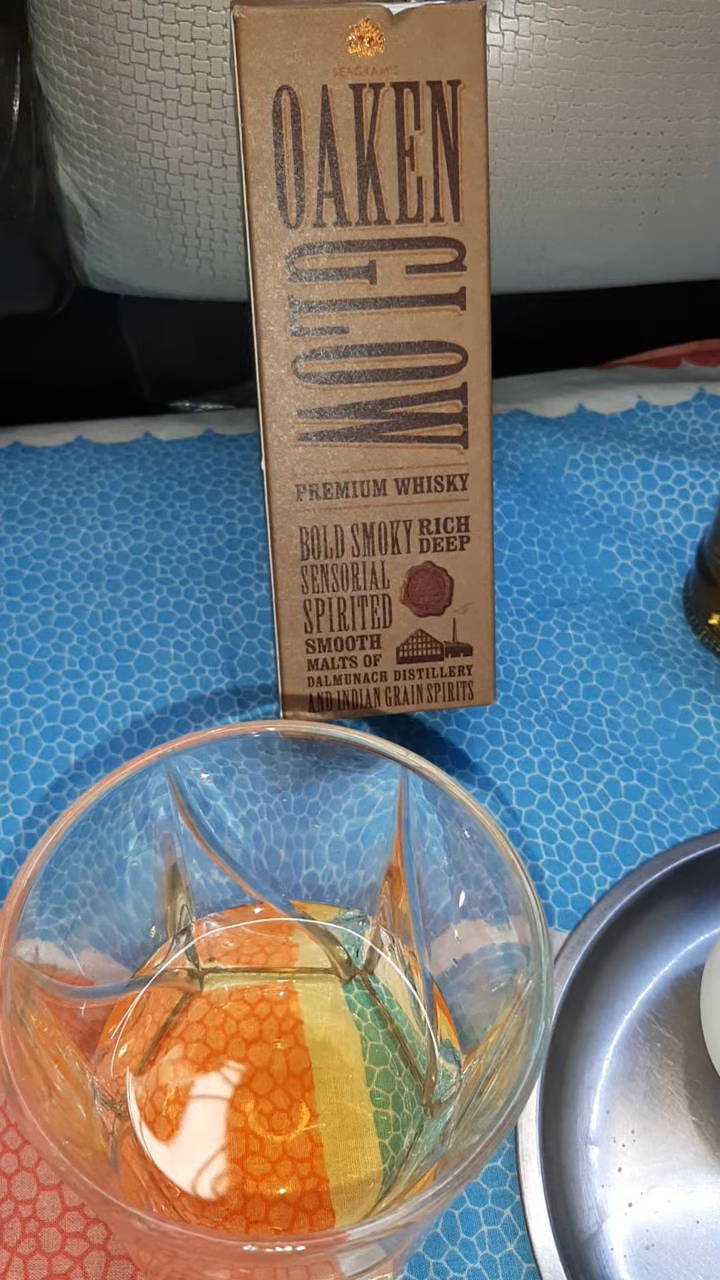 SEAGRAM'S
OAKEN
GLOW
PREMIUM WHISKY
BOLD SMOKY RICH DEEP
SENSORIAL
SPIRITED
SMOOTH
MALTS OF
DALMUNACH DISTILLERY
AND INDIAN GRAIN SPIRITS